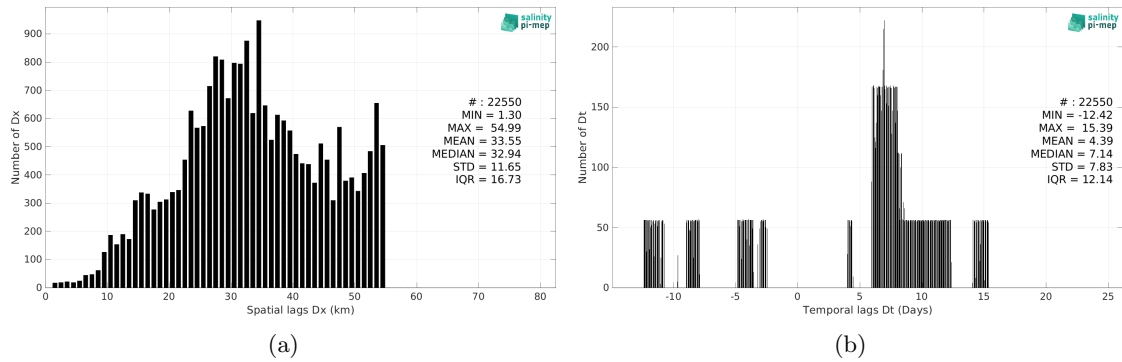 salinity
pi-mep
900
800
700
600
500
400
300
200
100
0
Number of Dx
# : 22550
MIN = 1.30
MAX = 54.99
MEAN = 33.55
MEDIAN = 32.94
STD = 11.65
IQR = 16.73
0 10 20 30 40 50 60 70 80
Spatial lags Dx (km)
(a)
salinity
pi-mep
200
150
100
50
0
Number of Dt
# : 22550
MIN = -12.42
MAX = 15.39
MEAN = 4.39
MEDIAN = 7.14
STD = 7.83
IQR = 12.14
-10 -5 0 5 10 15 20 25
Temporal lags Dt (Days)
(b)